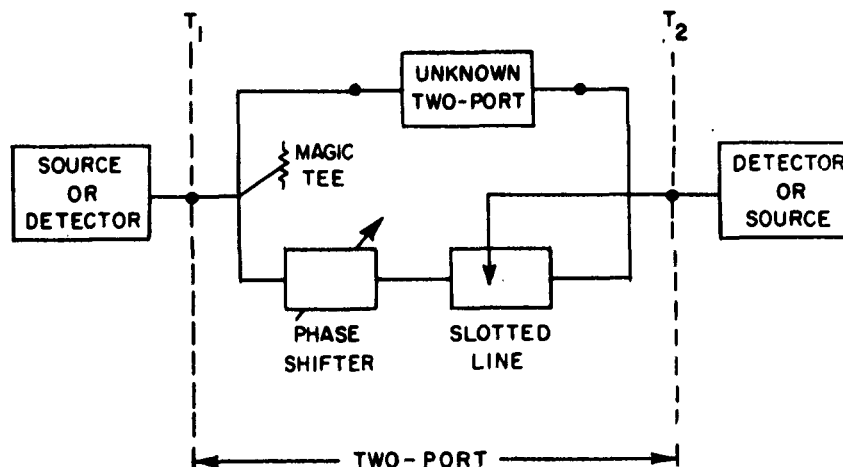 T1
T2
UNKNOWN
TWO-PORT
SOURCE
OR
DETECTOR
MAGIC
TEE
DETECTOR
OR
SOURCE
PHASE
SHIFTER
SLOTTED
LINE
TWO-PORT